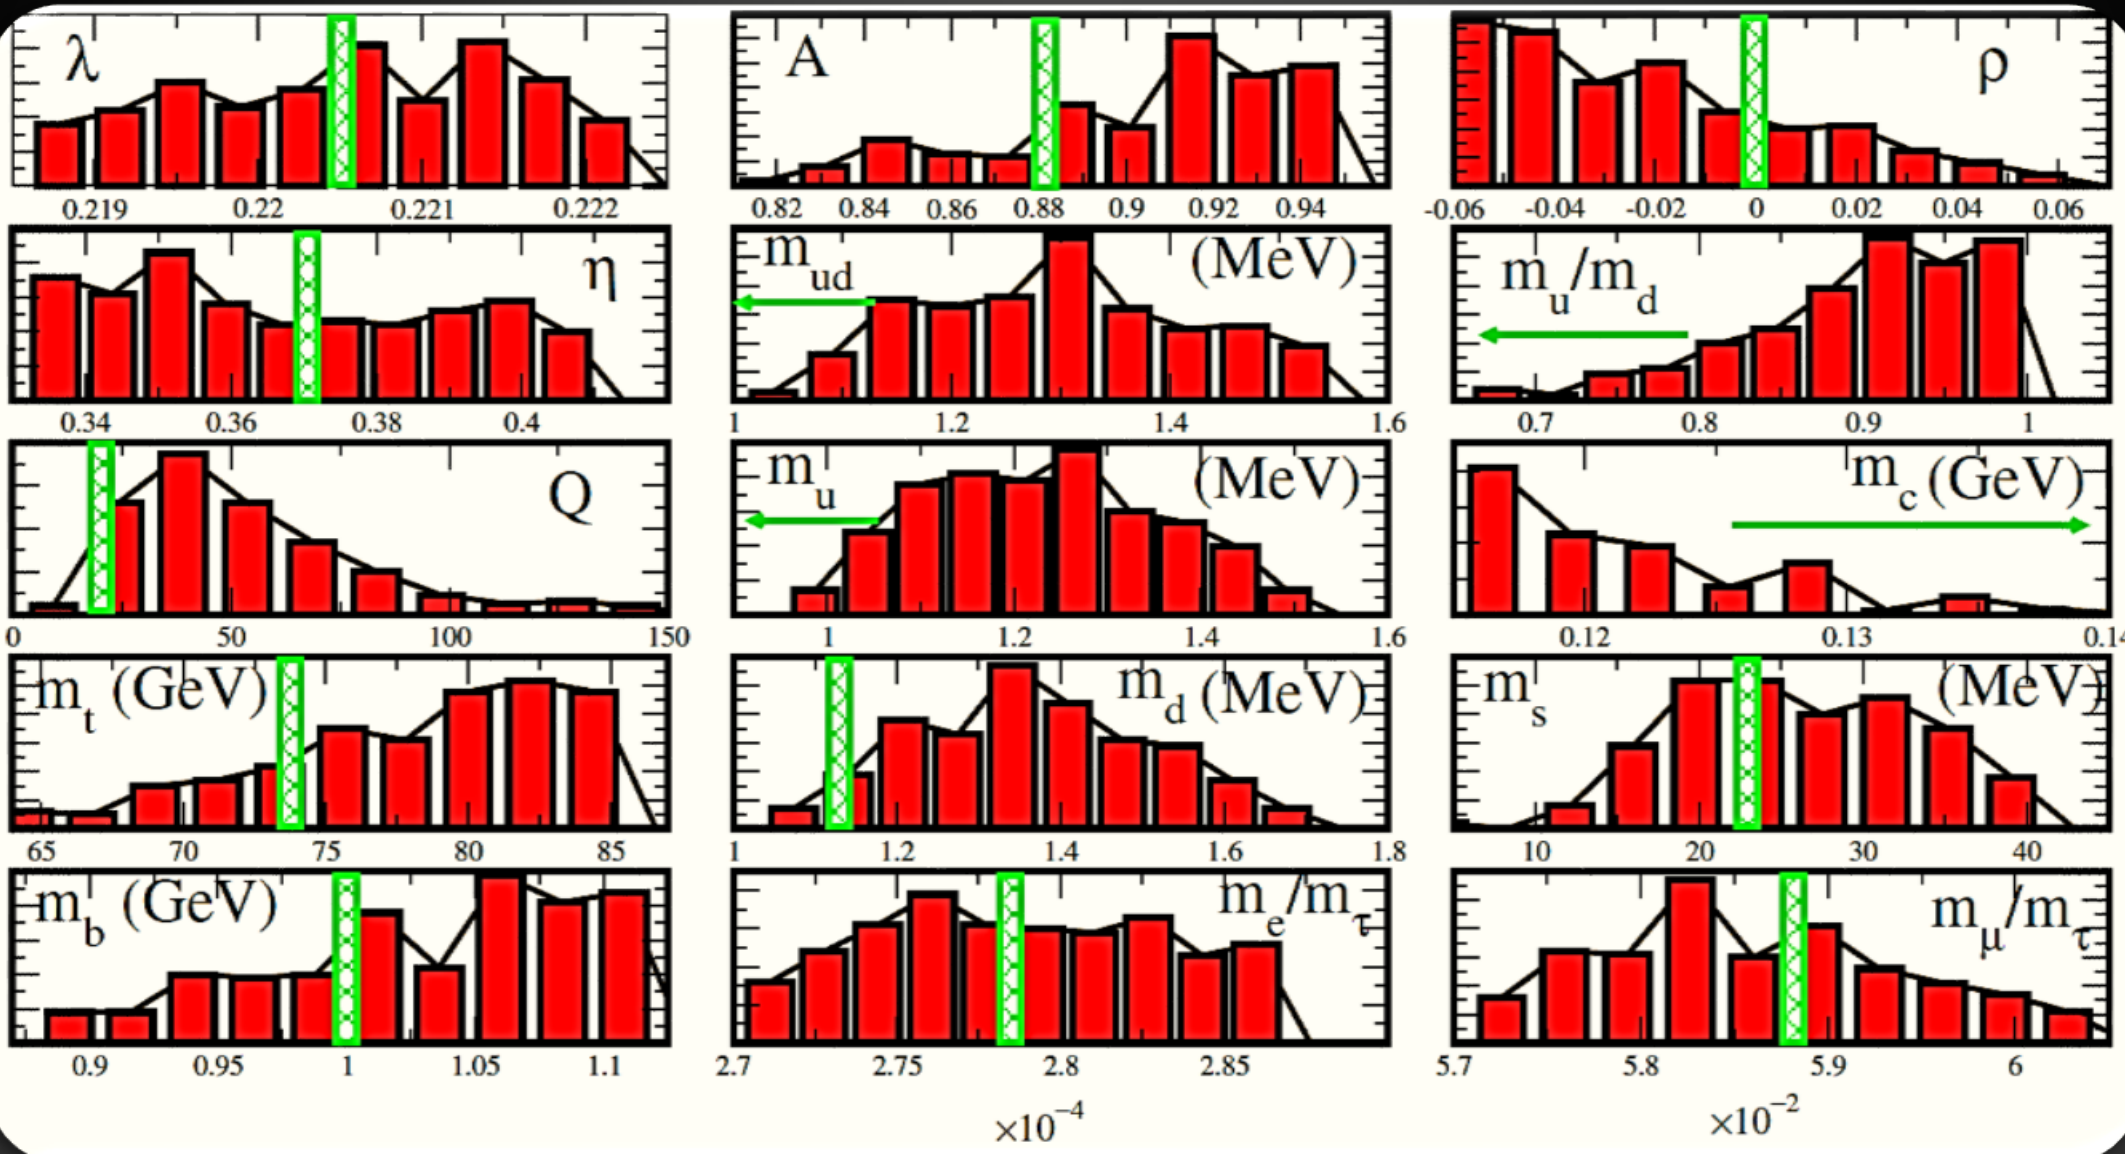 λ A ρ
0.219 0.22 0.221 0.222 0.82 0.84 0.86 0.88 0.9 0.92 0.94 -0.06 -0.04 -0.02 0 0.02 0.04 0.06
η m_ud (MeV) m_u/m_d
0.34 0.36 0.38 0.4 1 1.2 1.4 1.6 0.7 0.8 0.9 1
Q m_u (MeV) m_c (GeV)
0 50 100 150 1 1.2 1.4 1.6 0.12 0.13 0.14
m_t (GeV) m_d (MeV) m_s (MeV)
65 70 75 80 85 1 1.2 1.4 1.6 1.8 10 20 30 40
m_b (GeV) m_e/m_τ m_μ/m_τ
0.9 0.95 1 1.05 1.1 2.7 2.75 2.8 2.85 5.7 5.8 5.9 6
×10⁻⁴ ×10⁻²